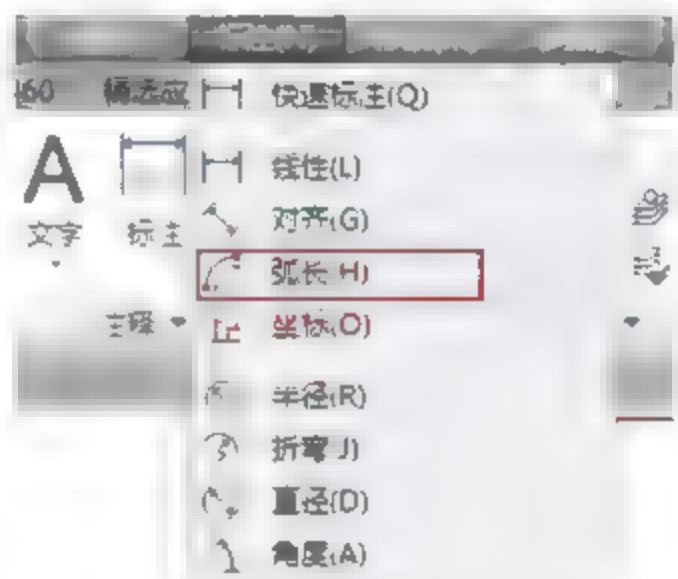 快速标注(Q)
线性(L)
A
对齐(G)
文字 标注
弧长(H)
注释
坐标(O)
半径(R)
折弯(J)
直径(D)
角度(A)